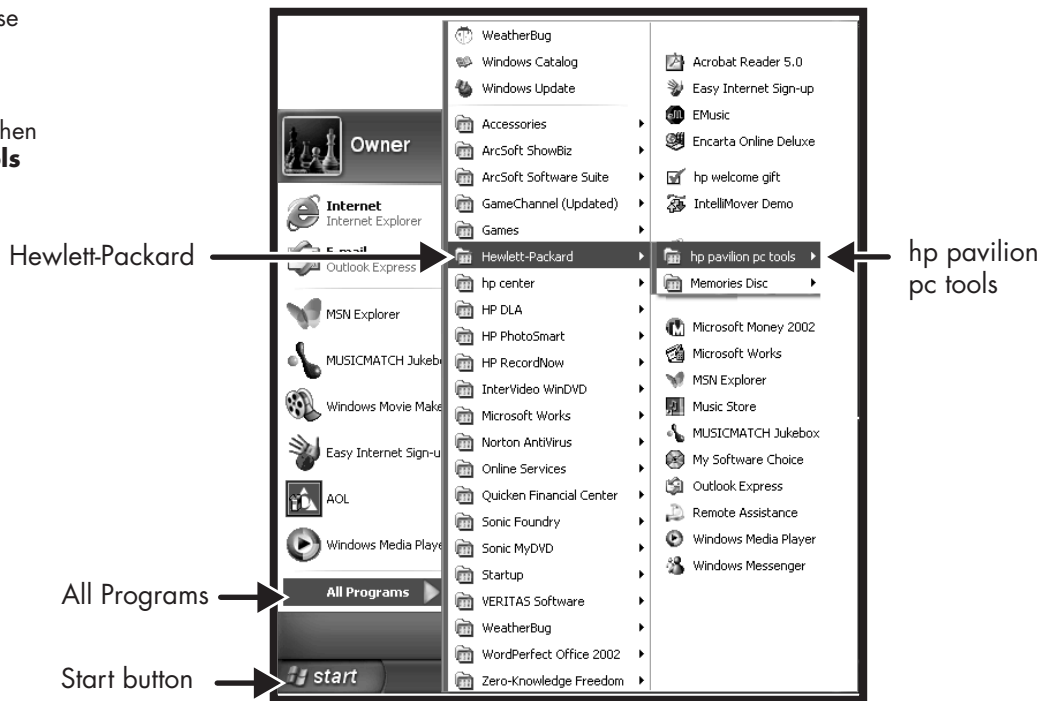 se
hen
ls
Hewlett-Packard
All Programs
Start button
Owner
Internet
Internet Explorer
E-mail
Outlook Express
MSN Explorer
MUSICMATCH Jukeb
Windows Movie Make
Easy Internet Sign-u
AOL
Windows Media Playe
All Programs
start
WeatherBug
Windows Catalog
Windows Update
Accessories
ArcSoft ShowBiz
ArcSoft Software Suite
GameChannel (Updated)
Games
Hewlett-Packard
hp center
HP DLA
HP PhotoSmart
HP RecordNow
InterVideo WinDVD
Microsoft Works
Norton AntiVirus
Online Services
Quicken Financial Center
Sonic Foundry
Sonic MyDVD
Startup
VERITAS Software
WeatherBug
WordPerfect Office 2002
Zero-Knowledge Freedom
Acrobat Reader 5.0
Easy Internet Sign-up
EMusic
Encarta Online Deluxe
hp welcome gift
IntelliMover Demo
hp pavilion pc tools
Memories Disc
Microsoft Money 2002
Microsoft Works
MSN Explorer
Music Store
MUSICMATCH Jukebox
My Software Choice
Outlook Express
Remote Assistance
Windows Media Player
Windows Messenger
hp pavilion
pc tools